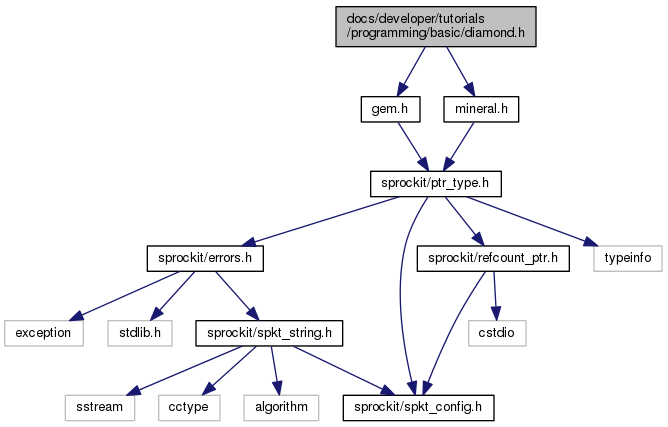 docs/developer/tutorials
/programming/basic/diamond.h
gem.h
mineral.h
sprockit/ptr_type.h
sprockit/errors.h
sprockit/refcount_ptr.h
typeinfo
exception
stdlib.h
sprockit/spkt_string.h
cstdio
sstream
cctype
algorithm
sprockit/spkt_config.h